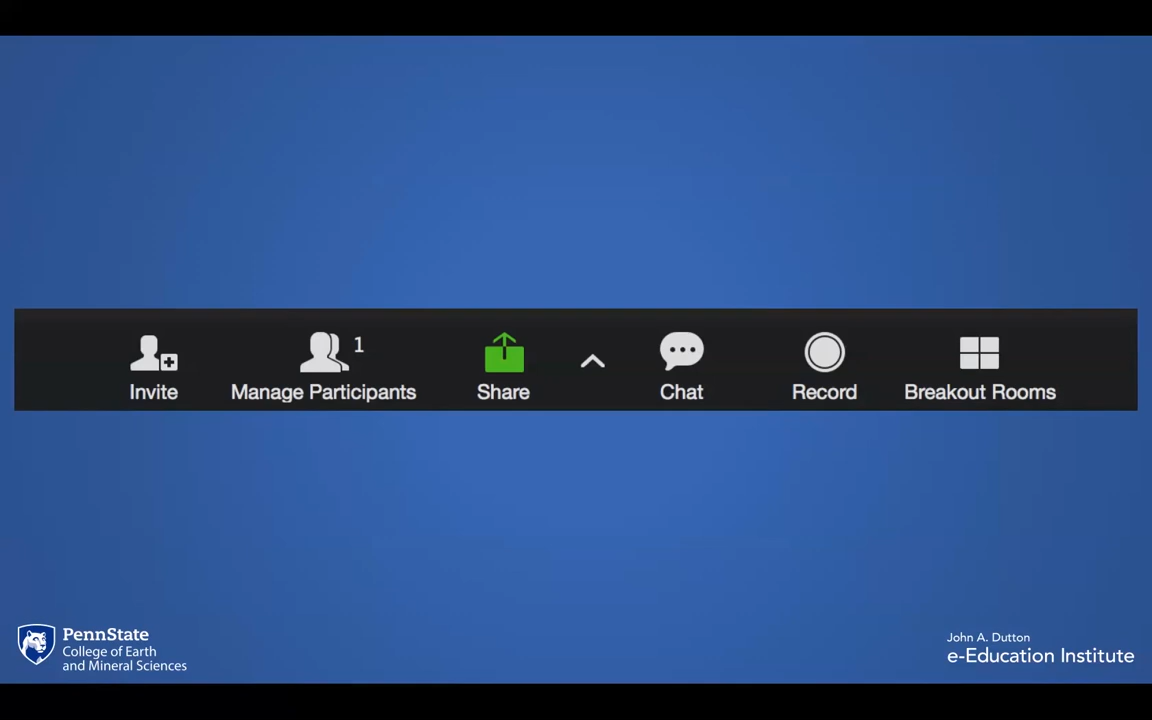 1
Invite
Manage Participants
Share
Chat
Record
Breakout Rooms
PennState
College of Earth
and Mineral Sciences
John A. Dutton
e-Education Institute